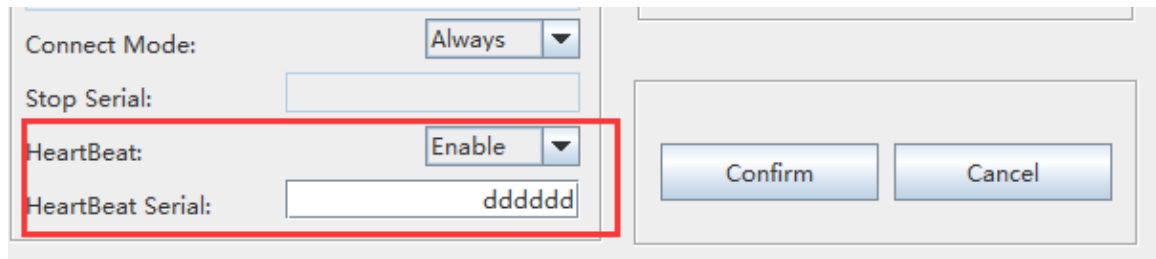 Connect Mode: Always
Stop Serial:
HeartBeat: Enable
HeartBeat Serial: dddddd
Confirm Cancel